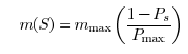 m(S) = m_max ( (1 − P_s) / P_max )